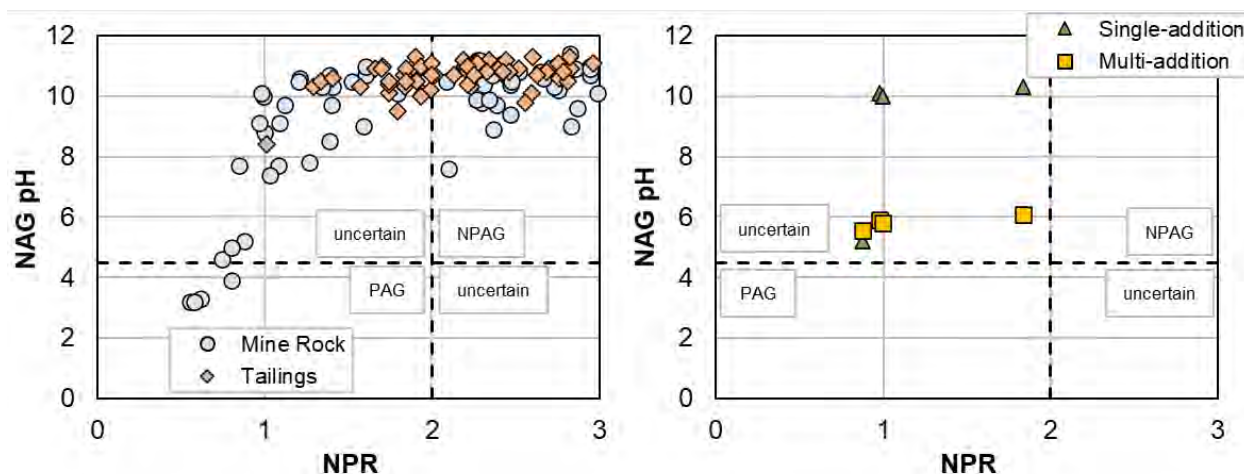 12
10
8
6
4
2
0
NAG pH
uncertain
NPAG
PAG
uncertain
Mine Rock
Tailings
0
1
2
3
NPR
Single-addition
Multi-addition
12
10
8
6
4
2
0
NAG pH
uncertain
NPAG
PAG
uncertain
0
1
2
3
NPR